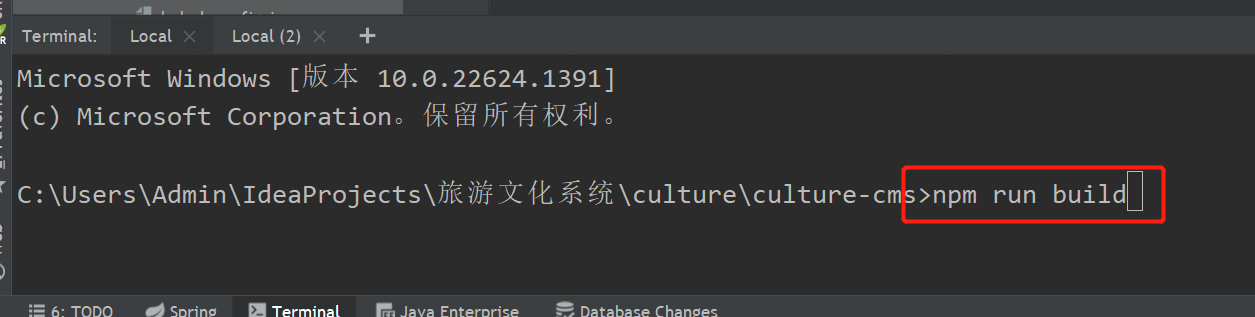 Terminal: Local Local (2)
Microsoft Windows [版本 10.0.22624.1391]
(c) Microsoft Corporation。保留所有权利。
C:\Users\Admin\IdeaProjects\旅游文化系统\culture\culture-cms>npm run build
6: TODO Spring Terminal Java Enterprise Database Changes